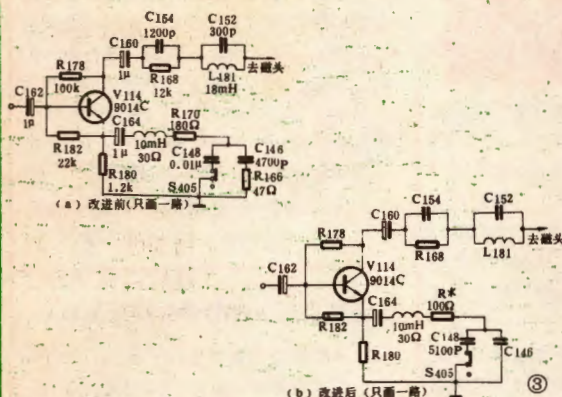 C154
1200p
C152
300p
C160
1μ
R168
12k
L181
18mH
去磁头
R178
100k
C162
1μ
V114
9014C
C164
1μ
10mH
30Ω
R170
180Ω
R182
22k
R180
1.2k
C148
0.01μ
C146
4700P
S405
R166
47Ω
(a) 改进前(只画一路)
C154
C152
C160
R168
L181
去磁头
R178
C162
V114
9014C
C164
10mH
30Ω
R*
100Ω
R182
R180
C148
5100P
C146
S405
(b) 改进后 (只画一路)
③